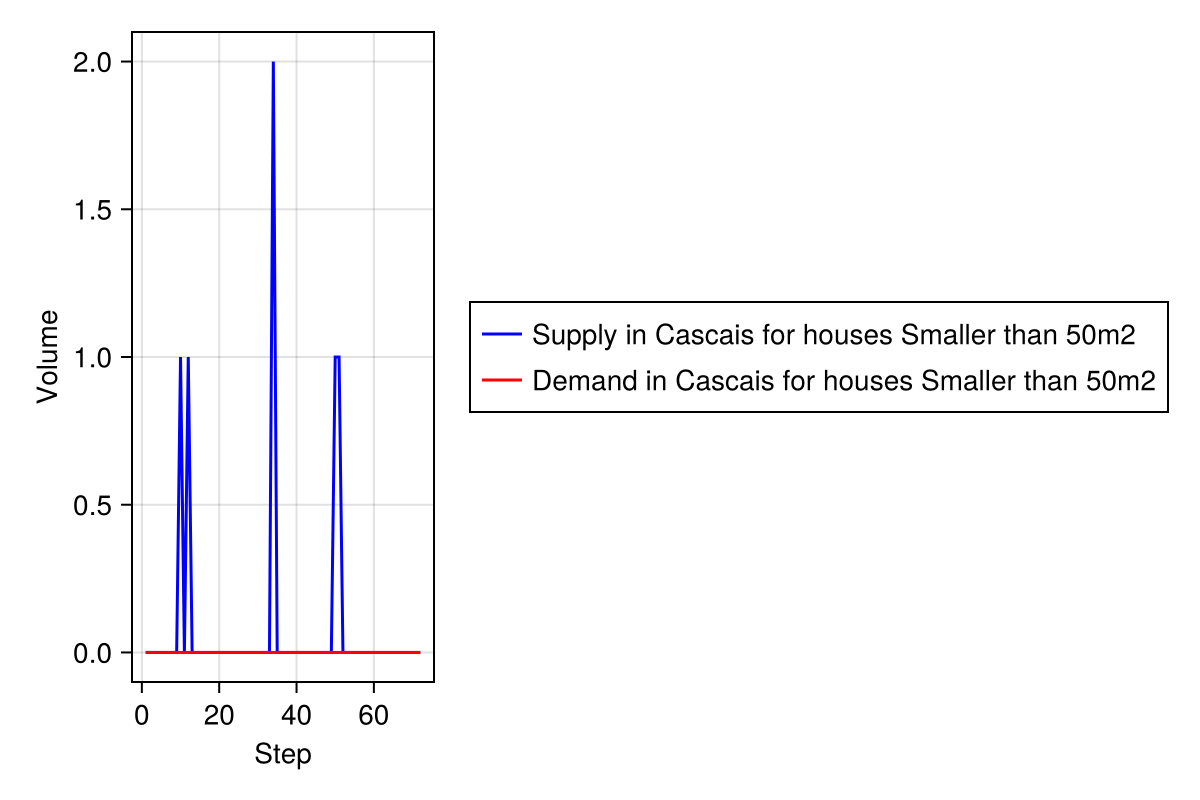 2.0
1.5
1.0
0.5
0.0
Volume
0 20 40 60
Step
Supply in Cascais for houses Smaller than 50m2
Demand in Cascais for houses Smaller than 50m2